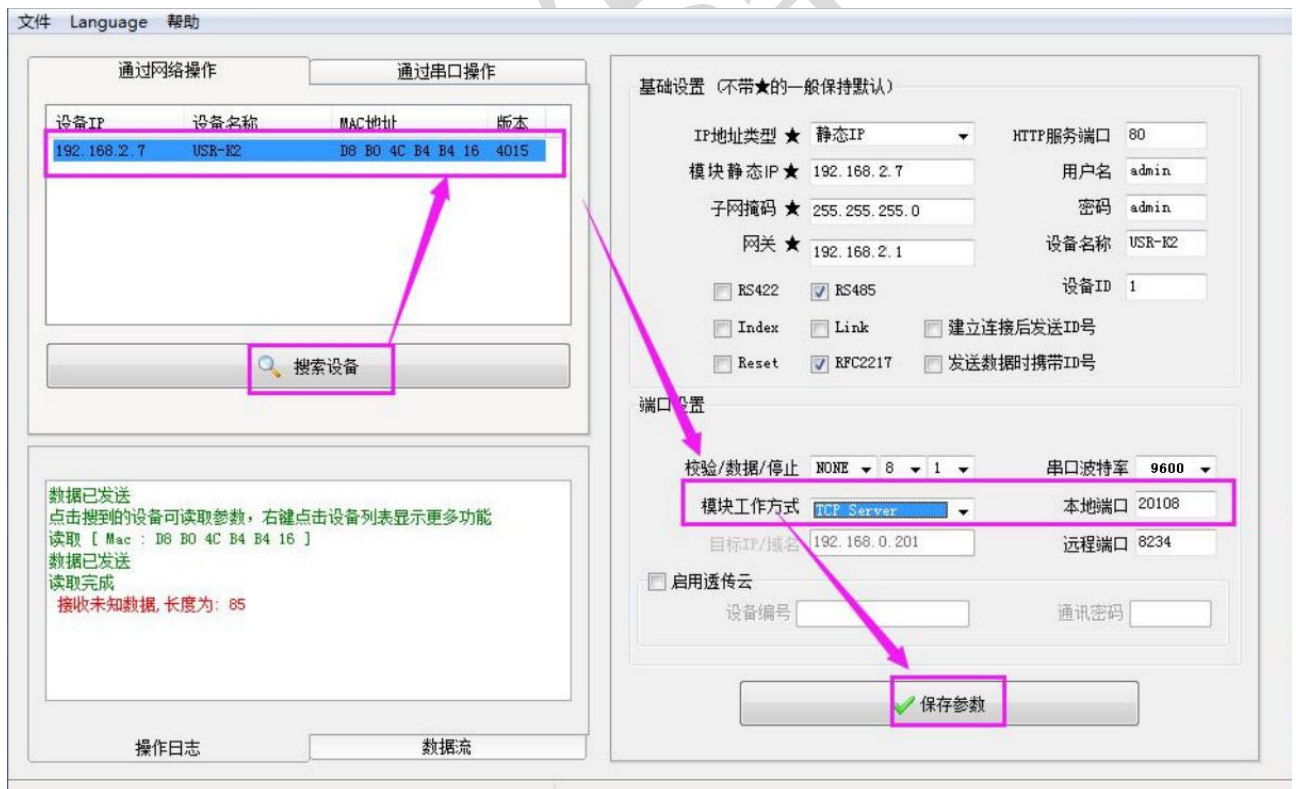 文件 Language 帮助
通过网络操作 通过串口操作
设备IP 设备名称 MAC地址 版本
192.168.2.7 USR-K2 D8 B0 4C B4 B4 16 4015
搜索设备
数据已发送
点击搜到的设备可读取参数，右键点击设备列表显示更多功能
读取 [ Mac : D8 B0 4C B4 B4 16 ]
数据已发送
读取完成
接收未知数据,长度为: 85
操作日志 数据流
基础设置 (不带★的一般保持默认)
IP地址类型 ★ 静态IP HTTP服务端口 80
模块静态IP★ 192.168.2.7 用户名 admin
子网掩码 ★ 255.255.255.0 密码 admin
网关 ★ 192.168.2.1 设备名称 USR-K2
RS422 RS485 设备ID 1
Index Link 建立连接后发送ID号
Reset RFC2217 发送数据时携带ID号
端口设置
校验/数据/停止 NONE 8 1 串口波特率 9600
模块工作方式 TCP Server 本地端口 20108
目标IP/域名 192.168.0.201 远程端口 8234
启用透传云
设备编号 通讯密码
保存参数